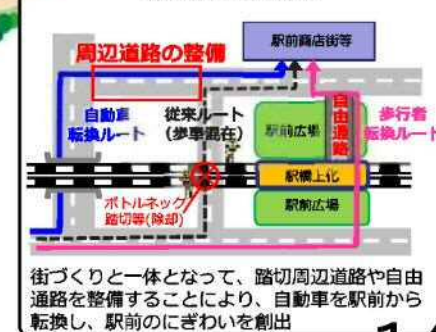 駅前商店街等
周辺道路の整備
自動車
転換ルート
従来ルート
(歩車混在)
駅前広場
自由通路
歩行者
転換ルート
駅橋上化
ボトルネック
踏切等(除却)
駅前広場
街づくりと一体となって、踏切周辺道路や自由
通路を整備することにより、自動車を駅前から
転換し、駅前のにぎわいを創出